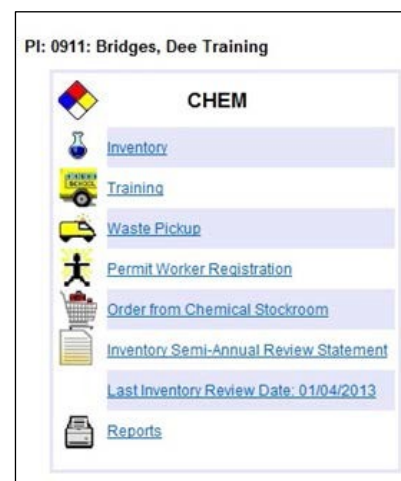 PI: 0911: Bridges, Dee Training
CHEM
Inventory
SCHOOL
Training
Waste Pickup
Permit Worker Registration
Order from Chemical Stockroom
Inventory Semi-Annual Review Statement
Last Inventory Review Date: 01/04/2013
Reports